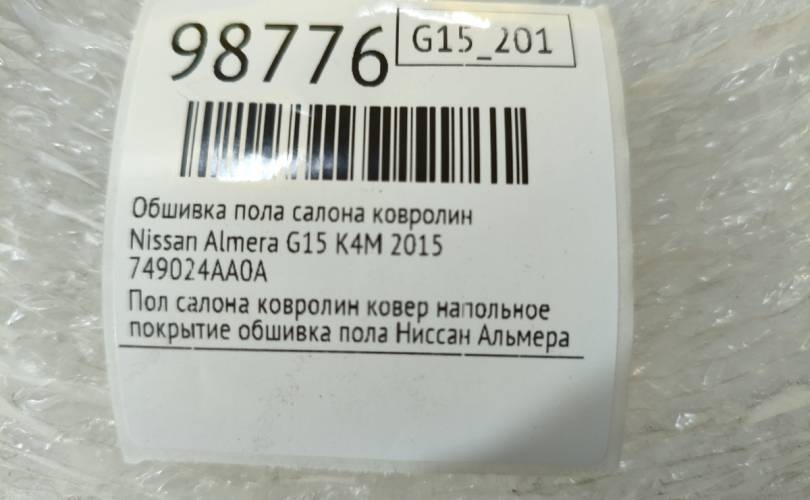 98776
G15_201
Обшивка пола салона ковролин
Nissan Almera G15 K4M 2015
749024AA0A
Пол салона ковролин ковер напольное
покрытие обшивка пола Ниссан Альмера